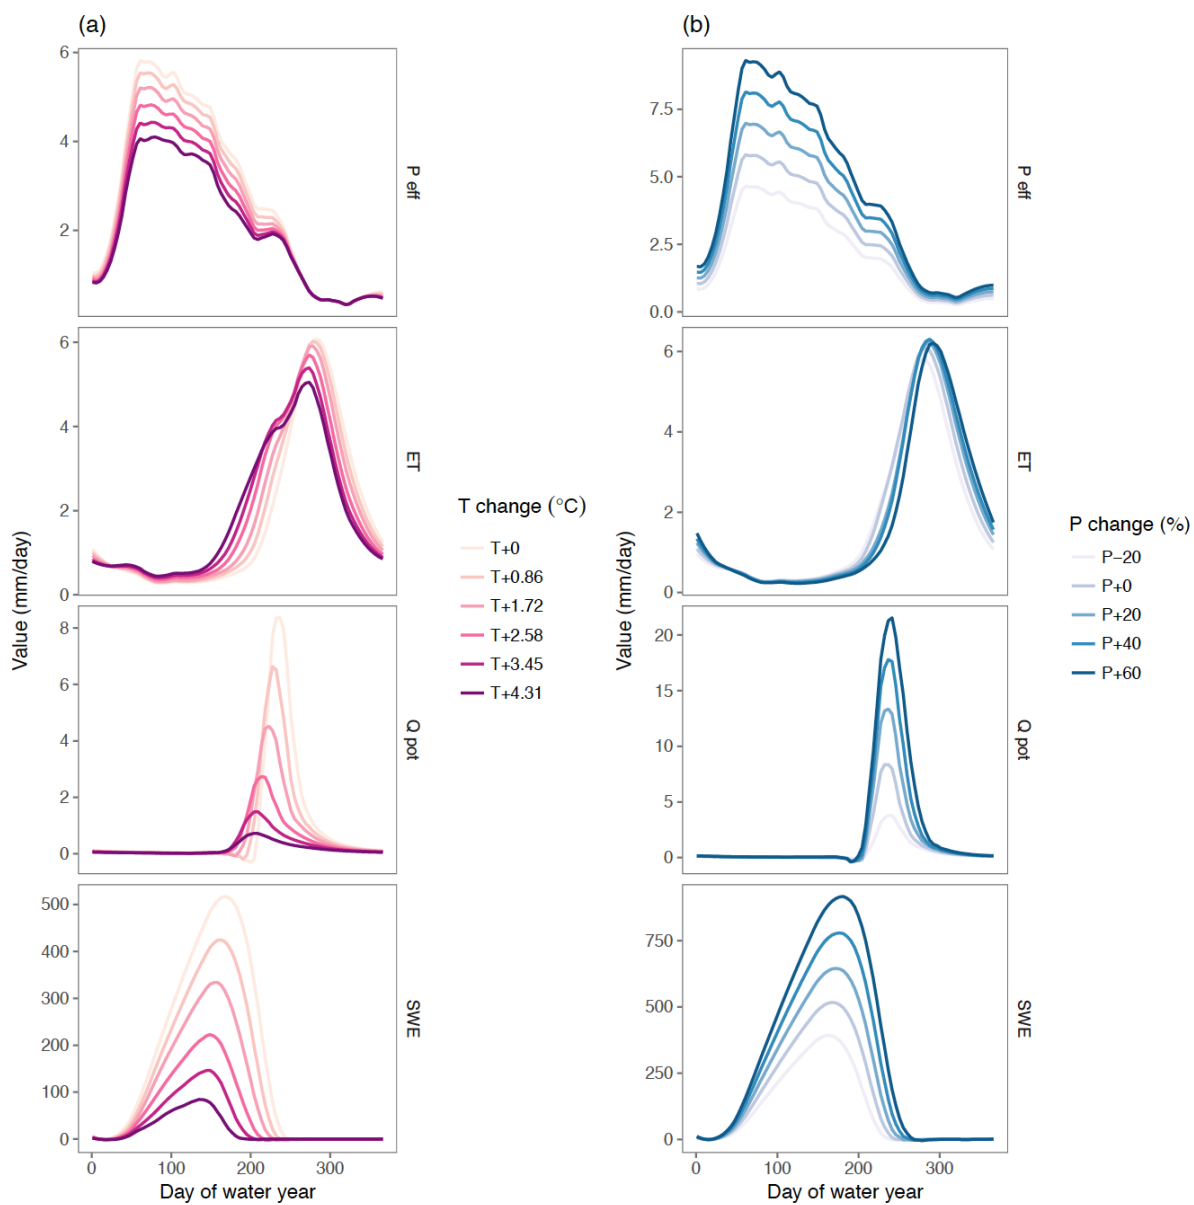 (a)
(b)
6
4
2
P eff
7.5
5.0
2.5
0.0
P eff
6
4
2
0
ET
6
4
2
0
ET
8
6
4
2
0
Q pot
20
15
10
5
0
Q pot
500
400
300
200
100
0
SWE
750
500
250
0
SWE
Value (mm/day)
Value (mm/day)
0 100 200 300
Day of water year
0 100 200 300
Day of water year
T change (°C)
T+0
T+0.86
T+1.72
T+2.58
T+3.45
T+4.31
P change (%)
P−20
P+0
P+20
P+40
P+60